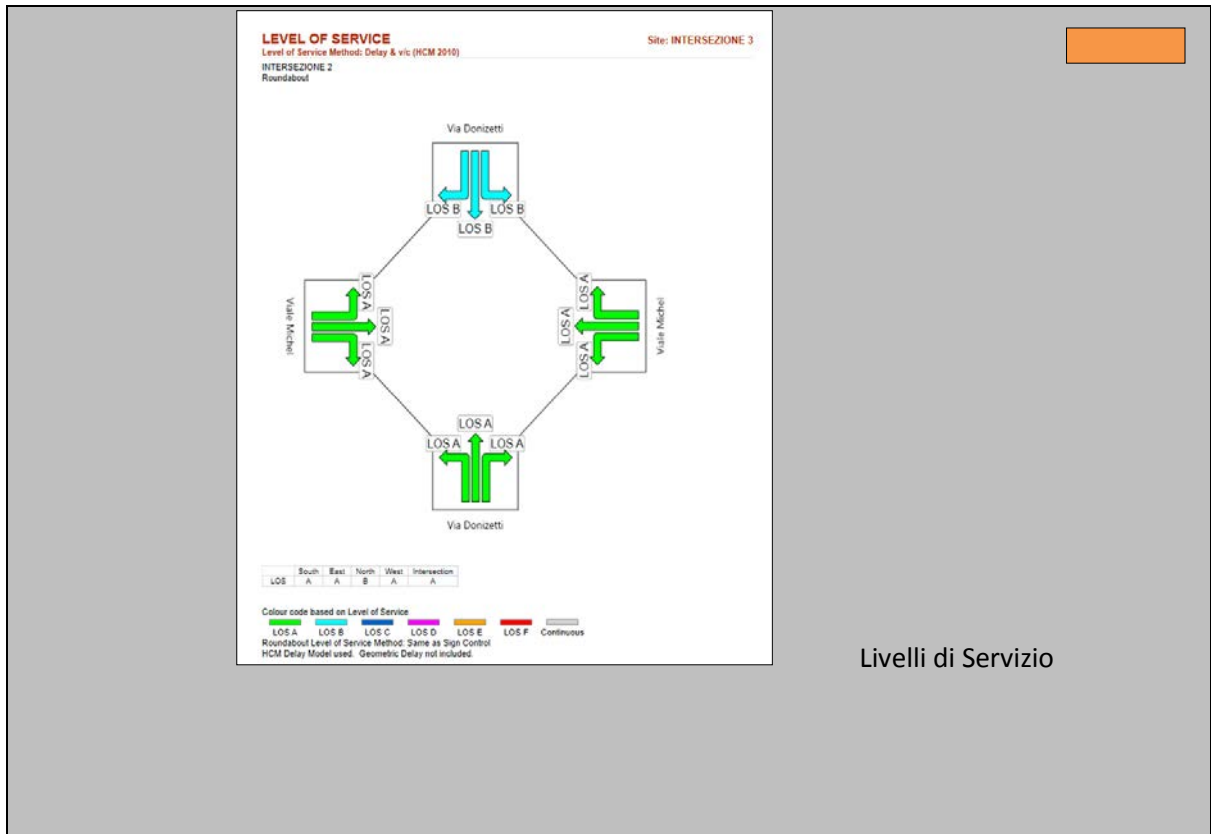 LEVEL OF SERVICE
Site: INTERSEZIONE 3
Level of Service Method: Delay & v/c (HCM 2010)
INTERSEZIONE 2
Roundabout
Via Donizetti
LOS B
LOS B
LOS B
Viale Michel
LOS A
LOS A
LOS A
LOS A
LOS A
LOS A
Viale Michel
LOS A
LOS A
LOS A
Via Donizetti
South East North West Intersection
LOS A A B A A
Colour code based on Level of Service
LOS A LOS B LOS C LOS D LOS E LOS F Continuous
Roundabout Level of Service Method: Same as Sign Control
HCM Delay Model used. Geometric Delay not included.
Livelli di Servizio